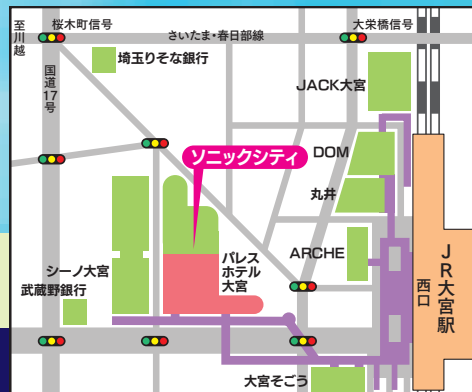 至川越
桜木町信号
さいたま・春日部線
大栄橋信号
埼玉りそな銀行
国道17号
JACK大宮
ソニックシティ
DOM
丸井
ARCHE
パレス
ホテル
大宮
シーノ大宮
武蔵野銀行
JR大宮駅
西口
大宮そごう